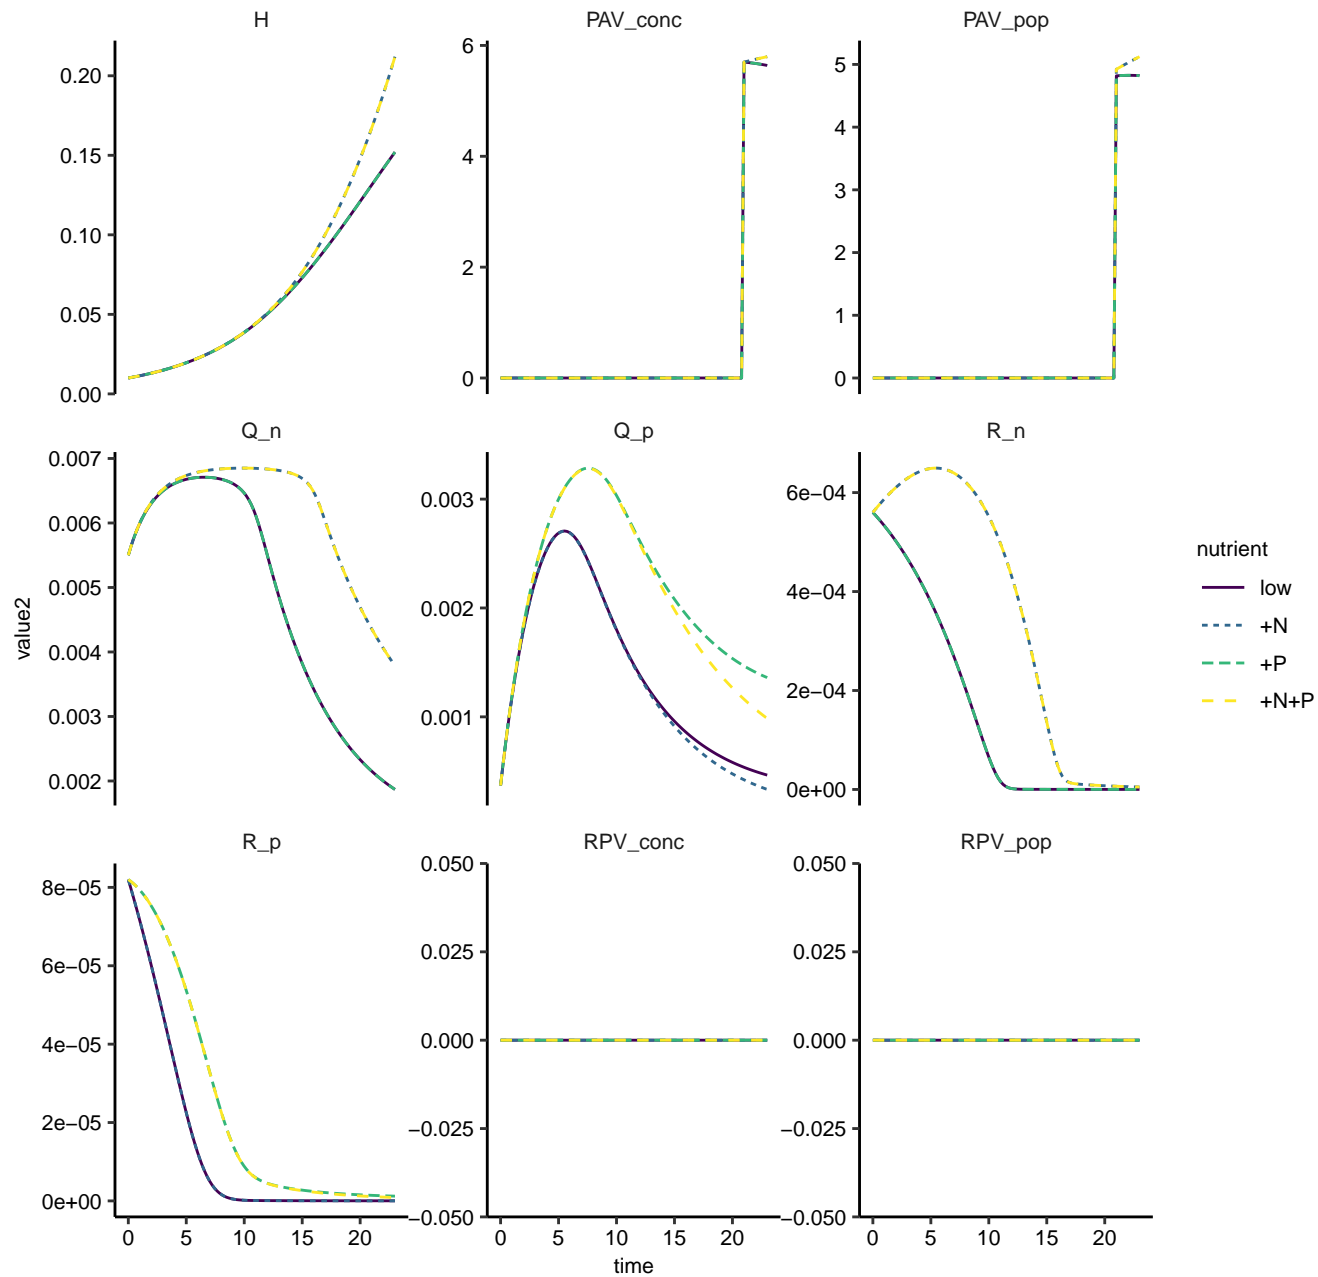 H
PAV_conc
PAV_pop
0.20
0.15
0.10
0.05
0.00
6
4
2
0
5
4
3
2
1
0
Q_n
Q_p
R_n
0.007
0.006
0.005
0.004
0.003
0.002
0.003
0.002
0.001
6e−04
4e−04
2e−04
0e+00
value2
nutrient
low
+N
+P
+N+P
R_p
RPV_conc
RPV_pop
8e−05
6e−05
4e−05
2e−05
0e+00
0.050
0.025
0.000
−0.025
−0.050
0.050
0.025
0.000
−0.025
−0.050
0 5 10 15 20
0 5 10 15 20
0 5 10 15 20
time